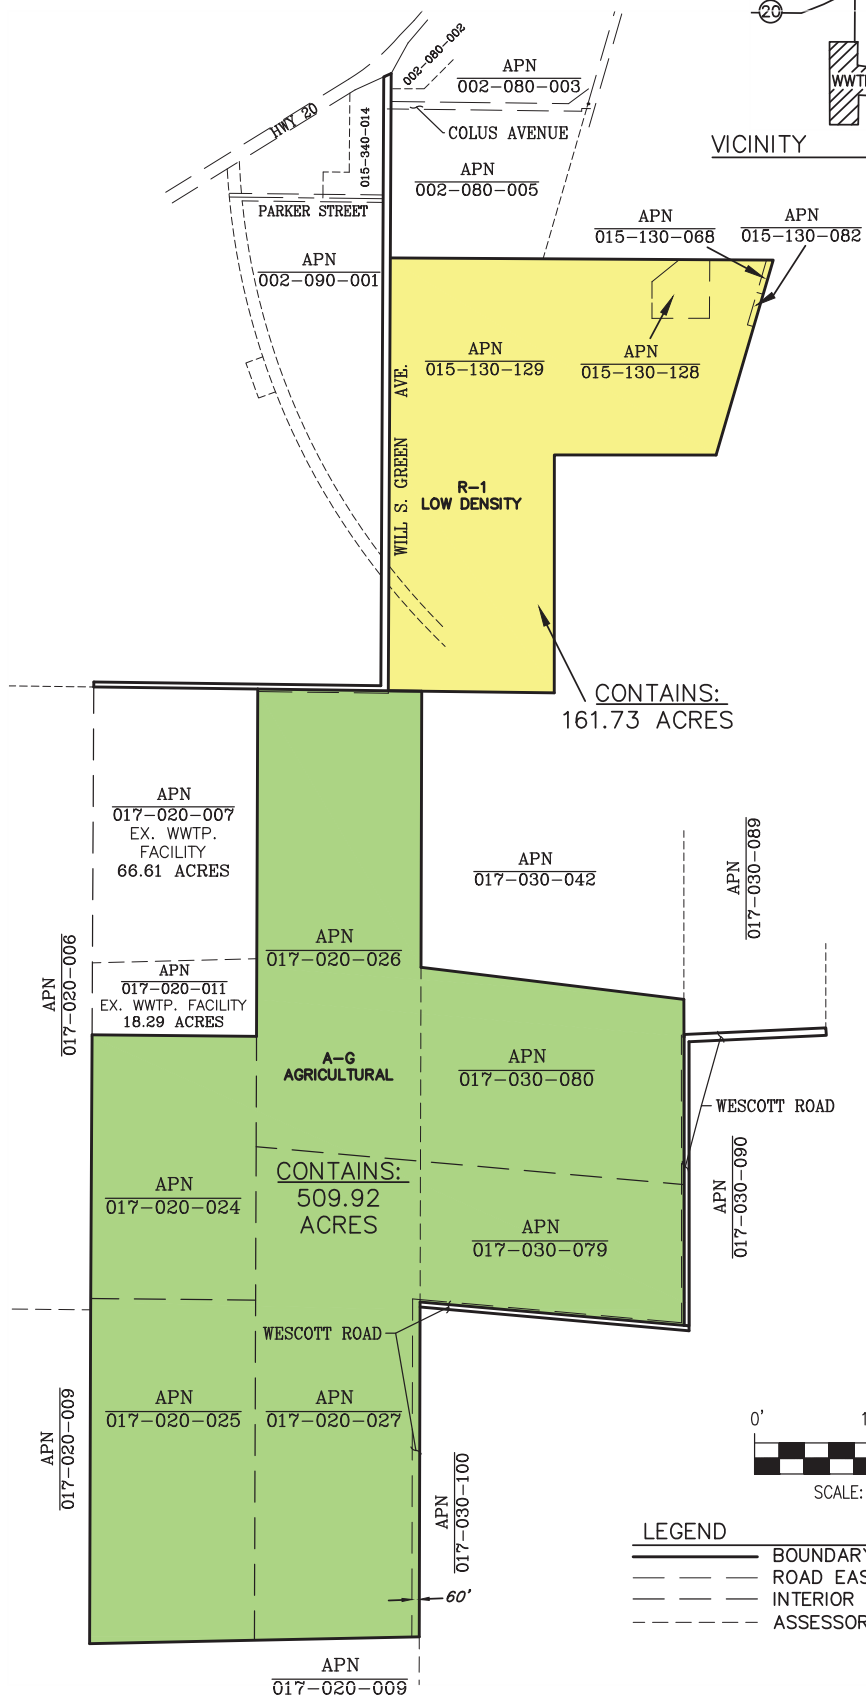 20
WWT
VICINITY
HWY 20
002-080-002
APN
002-080-003
COLUS AVENUE
015-340-014
APN
002-080-005
PARKER STREET
APN
015-130-068
APN
015-130-082
APN
002-090-001
APN
015-130-129
APN
015-130-128
WILL S. GREEN AVE.
R-1
LOW DENSITY
CONTAINS:
161.73 ACRES
APN
017-020-007
EX. WWTP.
FACILITY
66.61 ACRES
APN
017-030-042
APN
017-030-089
APN
017-020-006
APN
017-020-011
EX. WWTP. FACILITY
18.29 ACRES
APN
017-020-026
A-G
AGRICULTURAL
APN
017-030-080
WESCOTT ROAD
APN
017-030-090
CONTAINS:
509.92
ACRES
APN
017-020-024
APN
017-030-079
WESCOTT ROAD
APN
017-020-025
APN
017-020-027
APN
017-020-009
APN
017-030-100
60'
APN
017-020-009
0'
1
SCALE:
LEGEND
BOUNDARY
ROAD EAS
INTERIOR
ASSESSOR